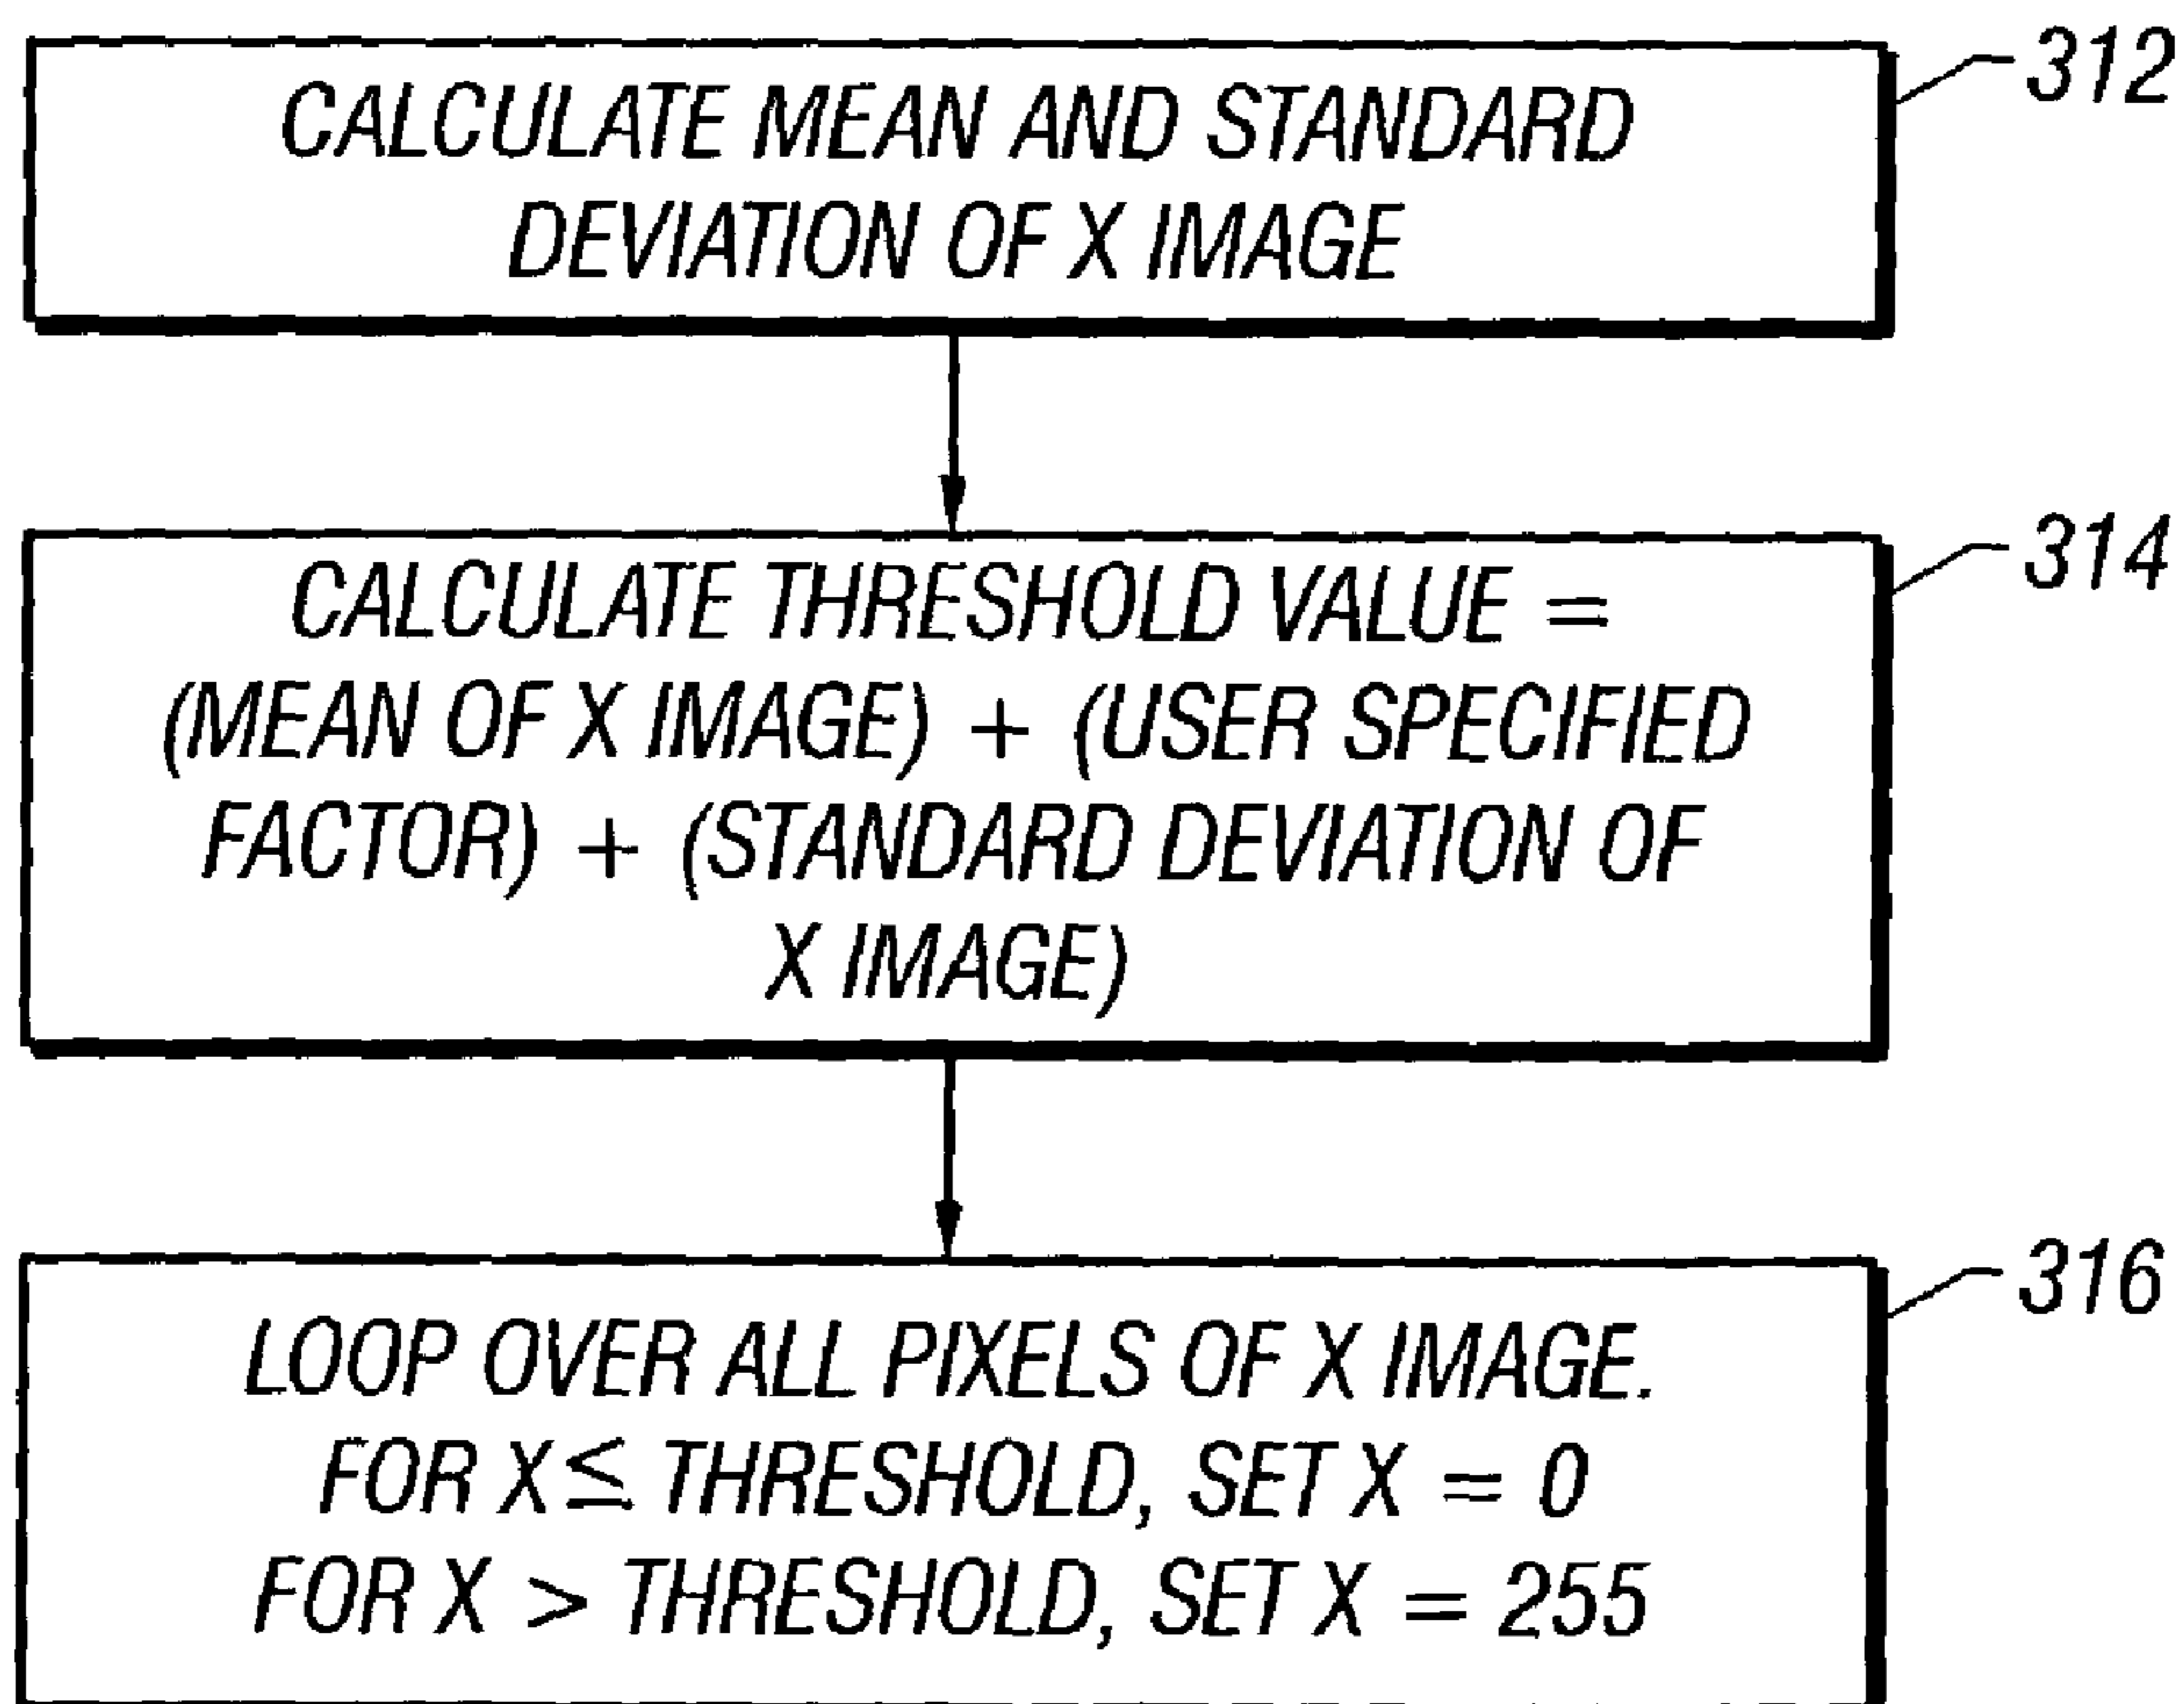 CALCULATE MEAN AND STANDARD
DEVIATION OF X IMAGE
312
CALCULATE THRESHOLD VALUE =
(MEAN OF X IMAGE) + (USER SPECIFIED
FACTOR) + (STANDARD DEVIATION OF
X IMAGE)
314
LOOP OVER ALL PIXELS OF X IMAGE.
FOR X ≤ THRESHOLD, SET X = 0
FOR X > THRESHOLD, SET X = 255
316